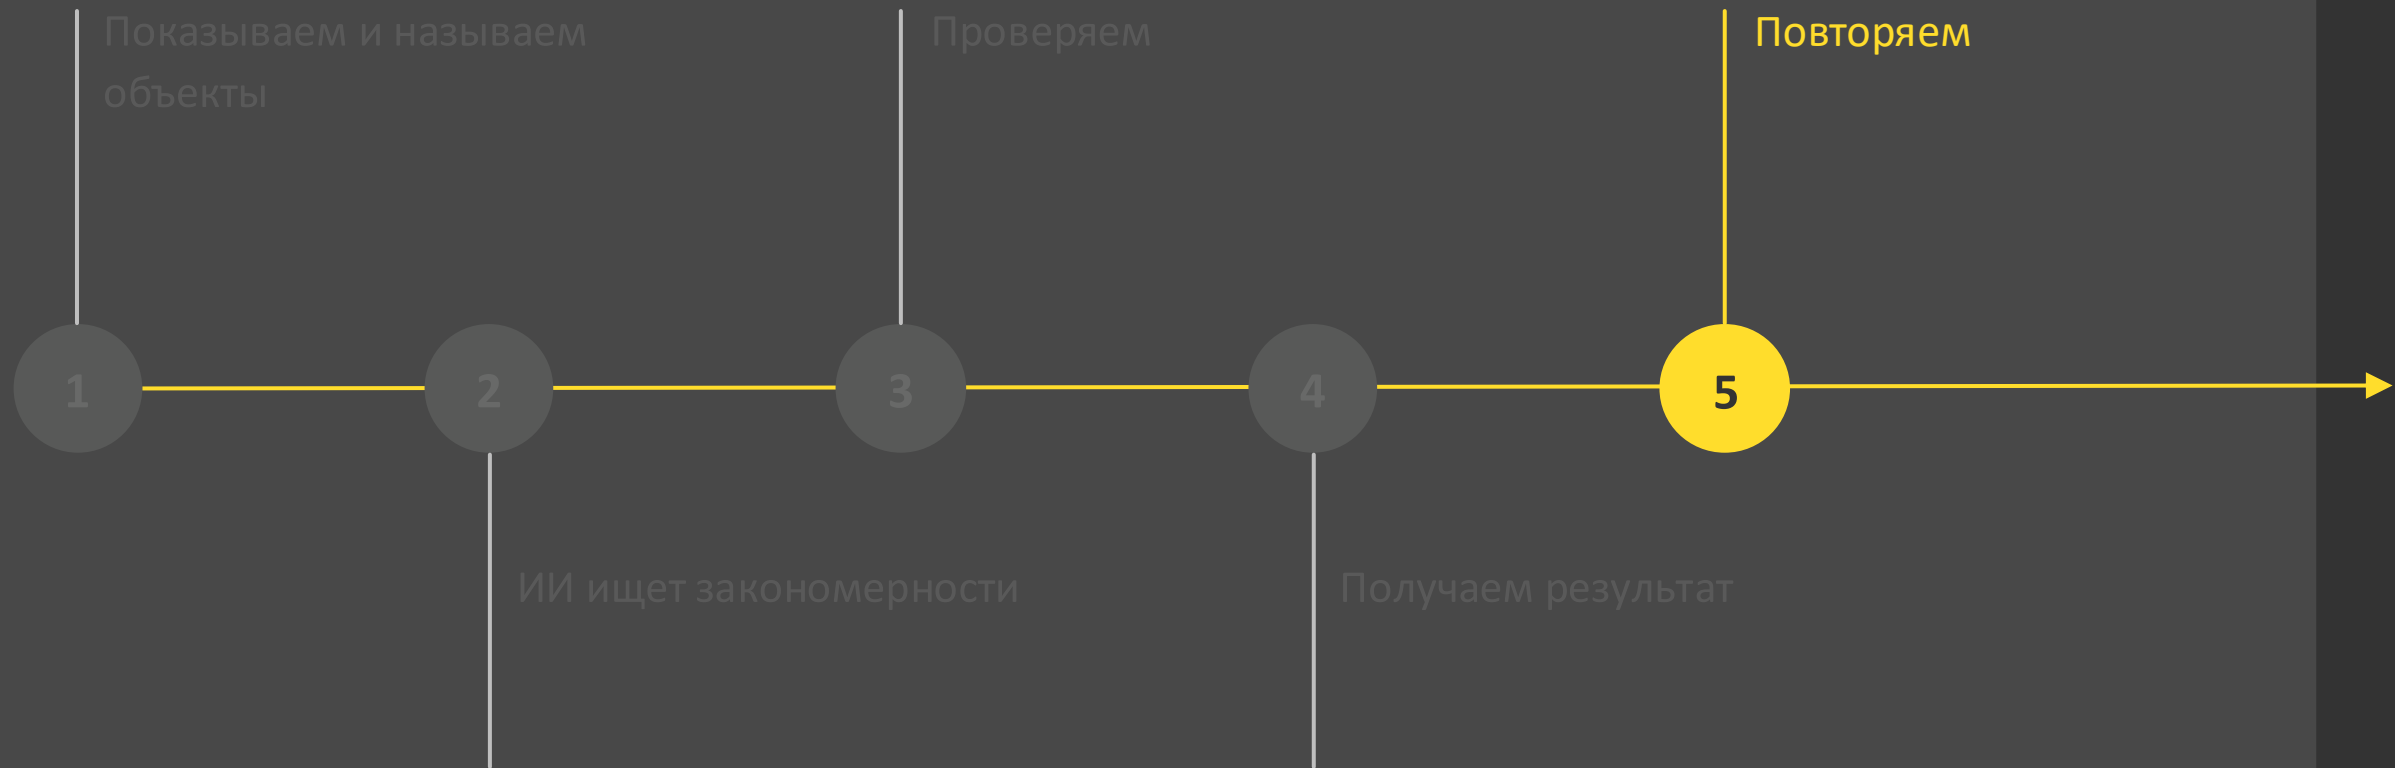 Показываем и называем
объекты
Проверяем
Повторяем
1
2
3
4
5
ИИ ищет закономерности
Получаем результат